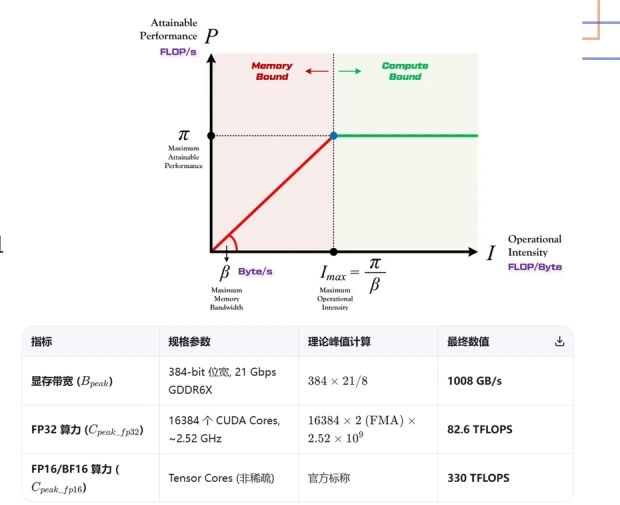 Attainable
Performance P
FLOP/s
Memory
Bound
Compute
Bound
π
Maximum
Attainable
Performance
I
Operational
Intensity
FLOP/Byte
β Byte/s
Maximum
Memory
Bandwidth
I_max = π/β
Maximum
Operational
Intensity
指标 规格参数 理论峰值计算 最终数值
显存带宽 (B_peak) 384-bit 位宽, 21 Gbps GDDR6X 384 × 21/8 1008 GB/s
FP32 算力 (C_peak_fp32) 16384 个 CUDA Cores, ~2.52 GHz 16384 × 2 (FMA) × 2.52 × 10⁹ 82.6 TFLOPS
FP16/BF16 算力 (C_peak_fp16) Tensor Cores (非稀疏) 官方标称 330 TFLOPS